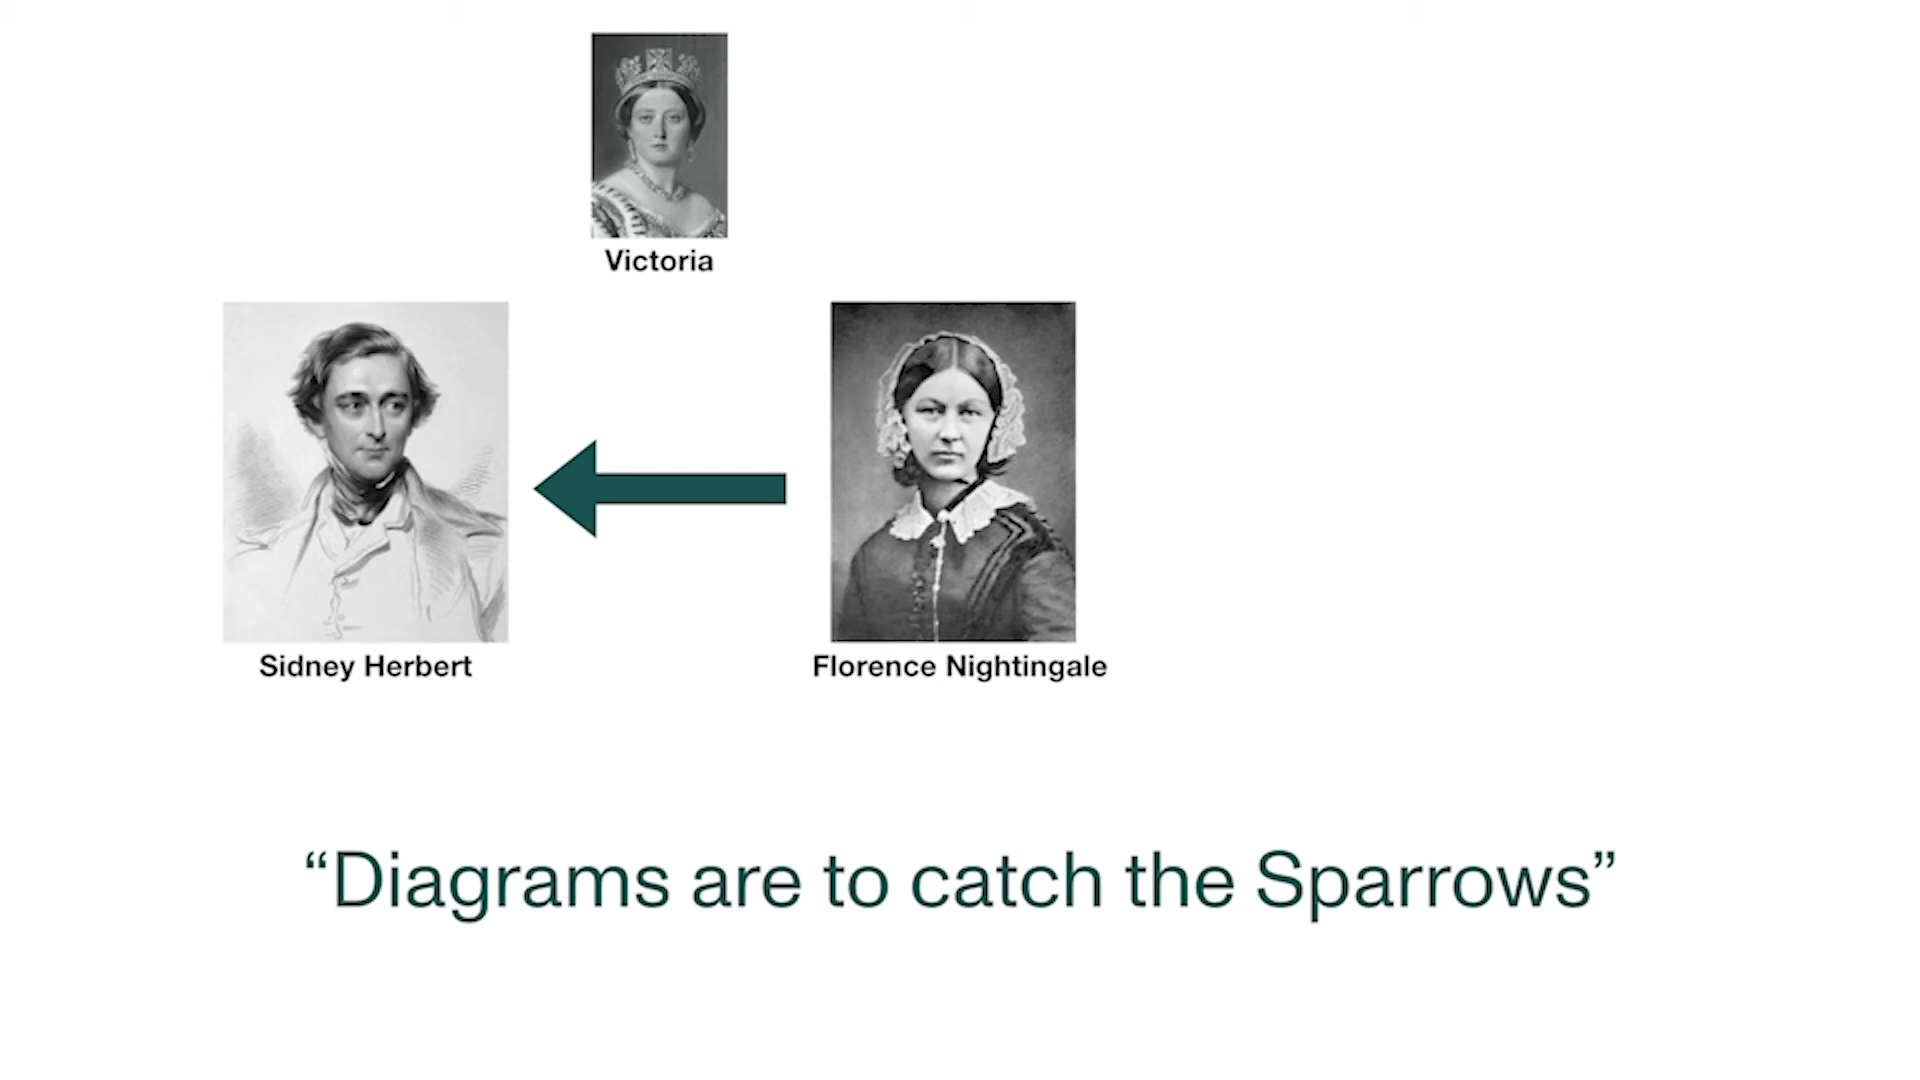 Victoria
Sidney Herbert
Florence Nightingale
“Diagrams are to catch the Sparrows”